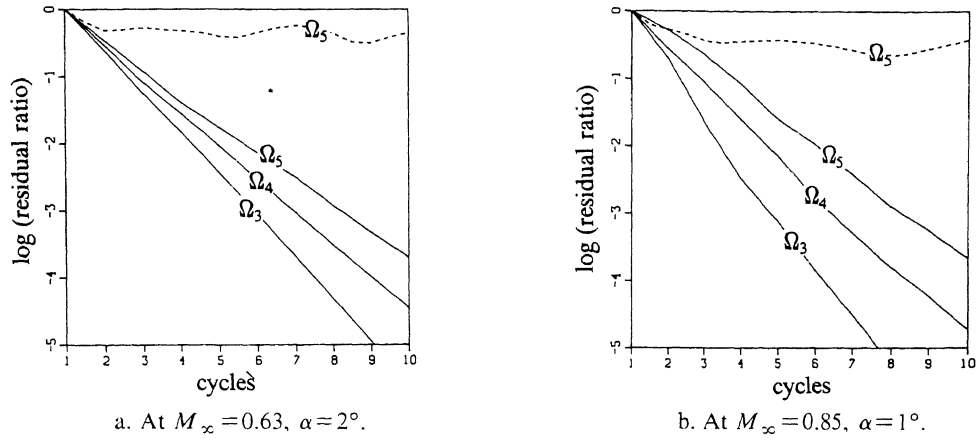 log (residual ratio)
0
-1
-2
-3
-4
-5
Ω5
Ω5
Ω4
Ω3
1 2 3 4 5 6 7 8 9 10
cycles
a. At M∞ =0.63, α=2°.
log (residual ratio)
0
-1
-2
-3
-4
-5
Ω5
Ω5
Ω4
Ω3
1 2 3 4 5 6 7 8 9 10
cycles
b. At M∞ =0.85, α=1°.